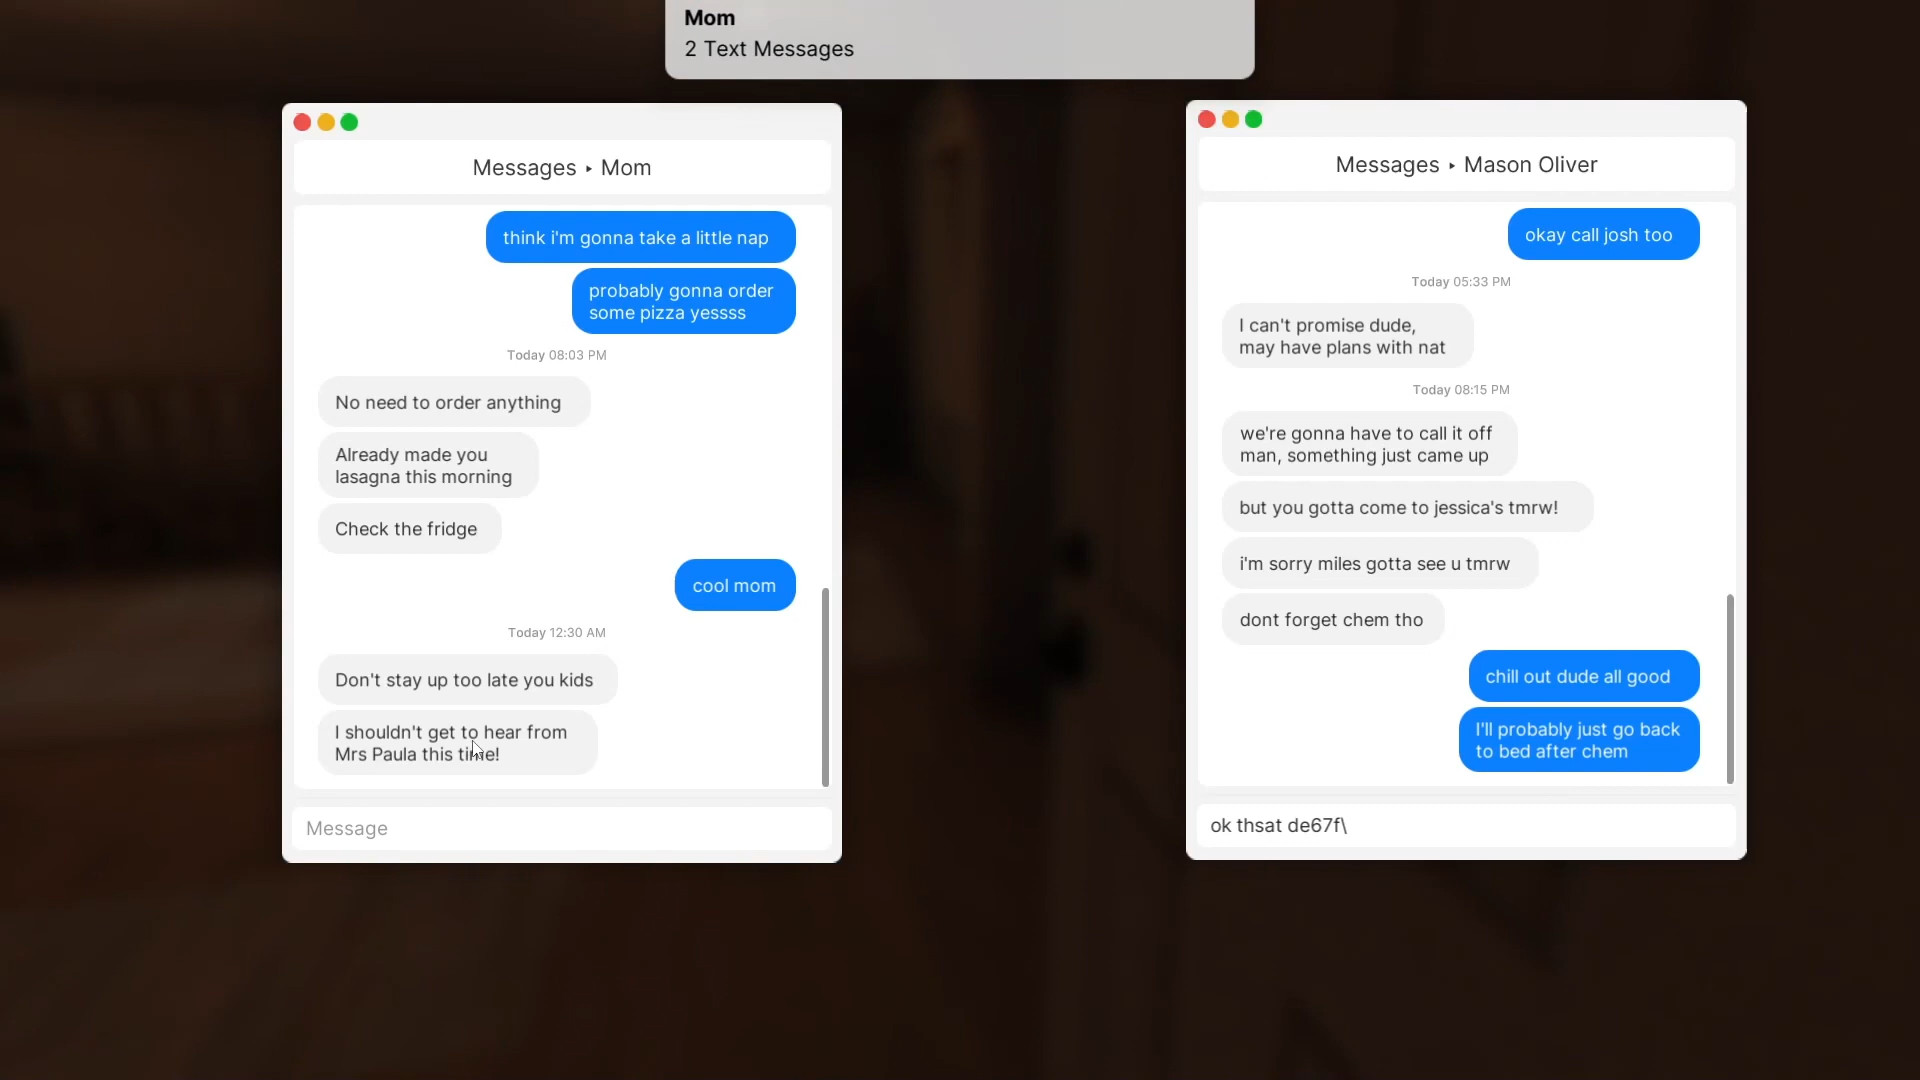 Mom
2 Text Messages
Messages ‣ Mom
think i'm gonna take a little nap
probably gonna order
some pizza yessss
Today 08:03 PM
No need to order anything
Already made you
lasagna this morning
Check the fridge
cool mom
Today 12:30 AM
Don't stay up too late you kids
I shouldn't get to hear from
Mrs Paula this time!
Message
Messages ‣ Mason Oliver
okay call josh too
Today 05:33 PM
I can't promise dude,
may have plans with nat
Today 08:15 PM
we're gonna have to call it off
man, something just came up
but you gotta come to jessica's tmrw!
i'm sorry miles gotta see u tmrw
dont forget chem tho
chill out dude all good
I'll probably just go back
to bed after chem
ok thsat de67f\